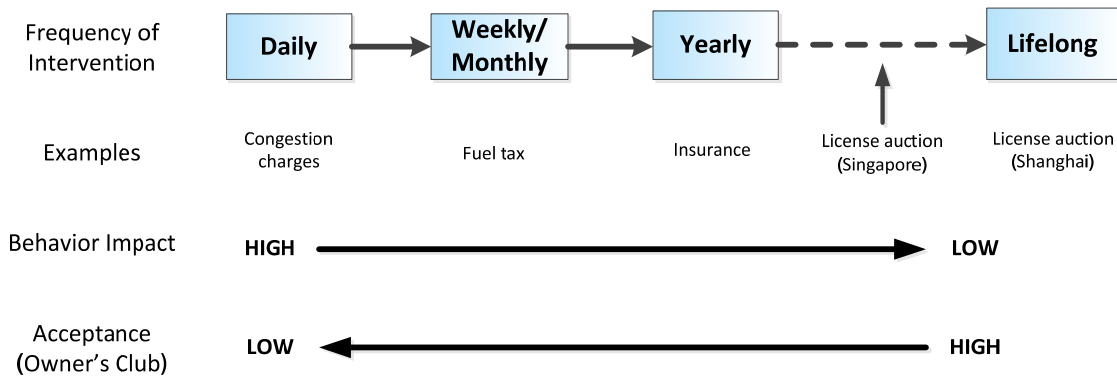 Frequency of
Intervention
Daily
Weekly/
Monthly
Yearly
Lifelong
Examples
Congestion
charges
Fuel tax
Insurance
License auction
(Singapore)
License auction
(Shanghai)
Behavior Impact
HIGH
LOW
Acceptance
(Owner's Club)
LOW
HIGH